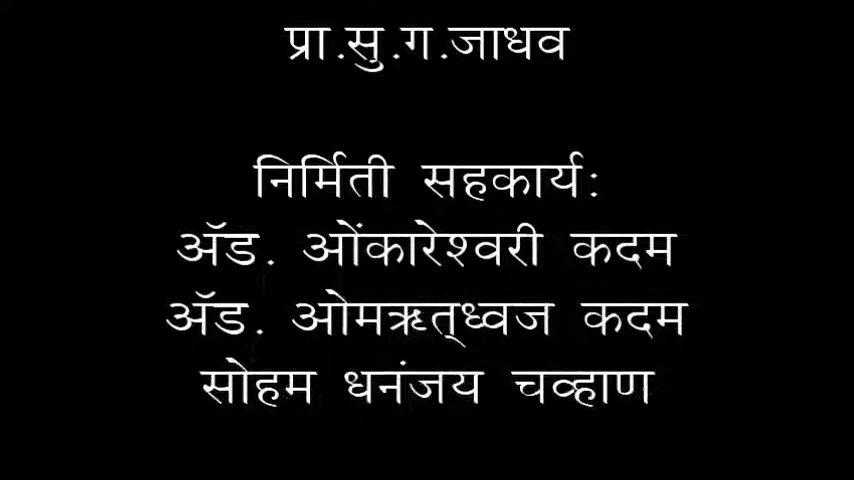 प्रा.सु.ग.जाधव
निर्मिती सहकार्य:
ॲड. ओंकारेश्वरी कदम
ॲड. ओमऋत्ध्वज कदम
सोहम धनंजय चव्हाण